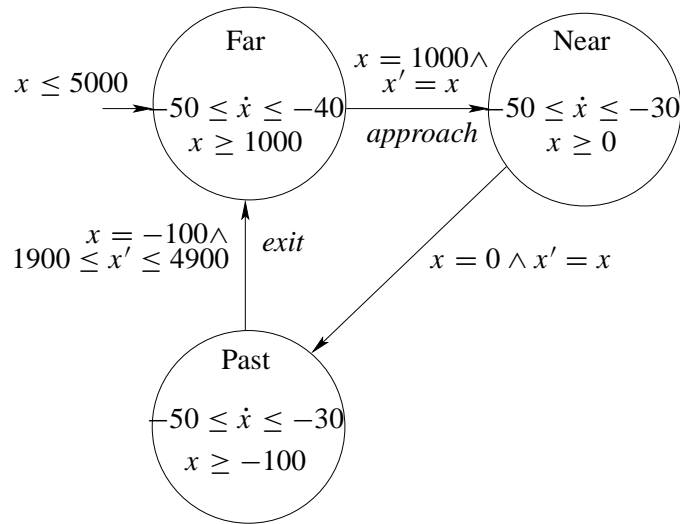 Far
x ≤ 5000
−50 ≤ ẋ ≤ −40
x ≥ 1000
x = 1000∧
x′ = x
approach
Near
−50 ≤ ẋ ≤ −30
x ≥ 0
x = −100∧
1900 ≤ x′ ≤ 4900
exit
x = 0 ∧ x′ = x
Past
−50 ≤ ẋ ≤ −30
x ≥ −100